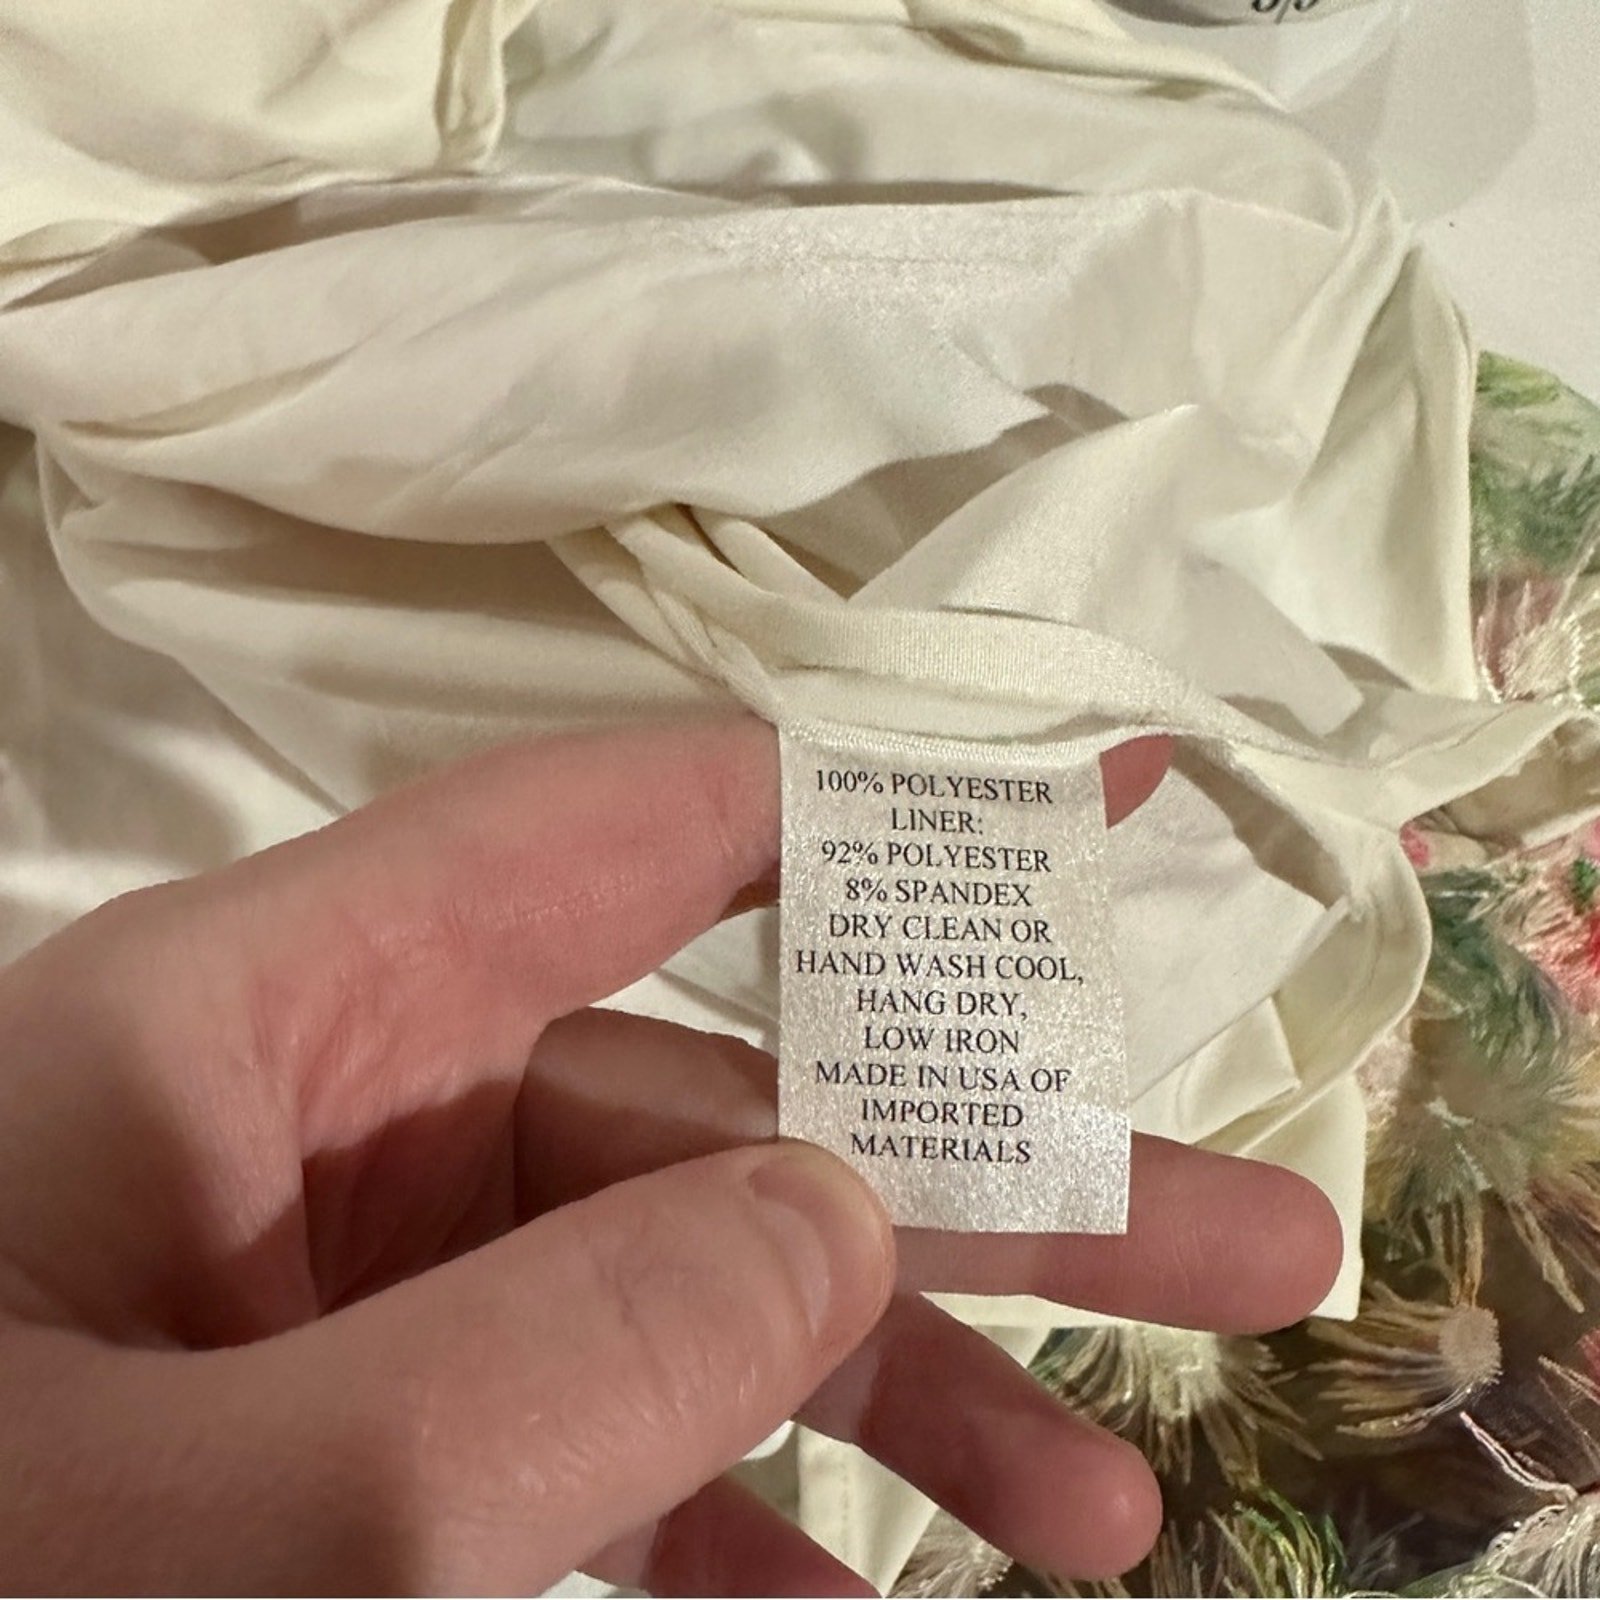 100% POLYESTER
LINER:
92% POLYESTER
8% SPANDEX
DRY CLEAN OR
HAND WASH COOL,
HANG DRY,
LOW IRON
MADE IN USA OF
IMPORTED
MATERIALS